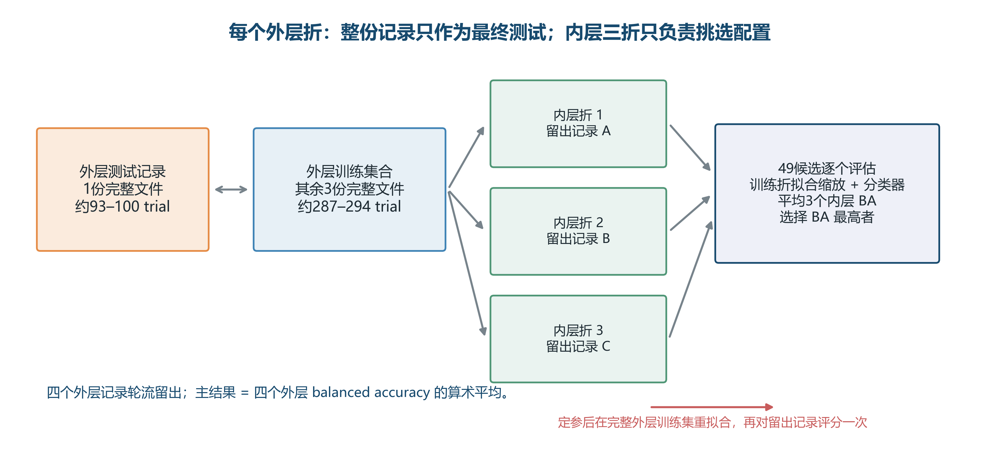 每个外层折：整份记录只作为最终测试；内层三折只负责挑选配置
外层测试记录
1份完整文件
约93–100 trial
外层训练集合
其余3份完整文件
约287–294 trial
内层折 1
留出记录 A
内层折 2
留出记录 B
内层折 3
留出记录 C
49候选逐个评估
训练折拟合缩放 + 分类器
平均3个内层 BA
选择 BA 最高者
四个外层记录轮流留出；主结果 = 四个外层 balanced accuracy 的算术平均。
定参后在完整外层训练集重拟合，再对留出记录评分一次